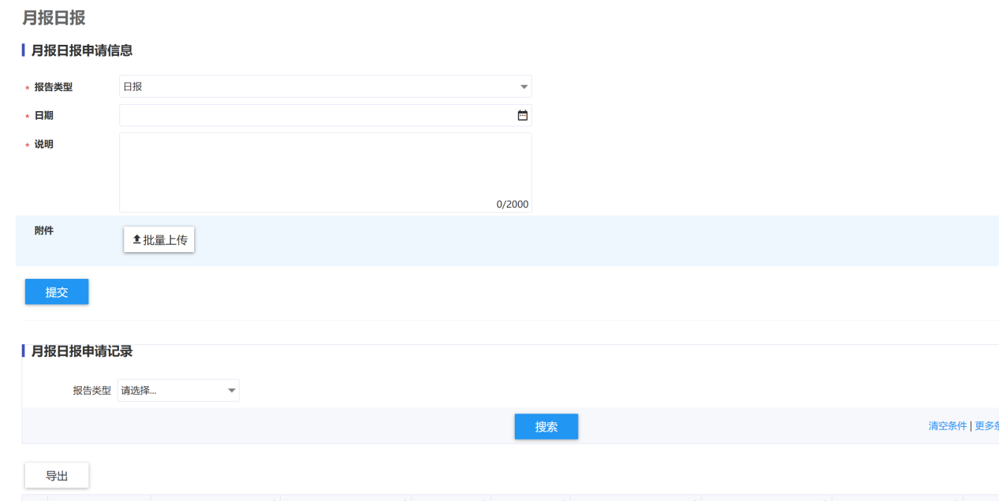 月报日报
月报日报申请信息
* 报告类型 日报
* 日期
* 说明
0/2000
附件 批量上传
提交
月报日报申请记录
报告类型 请选择...
搜索 清空条件 | 更多
导出